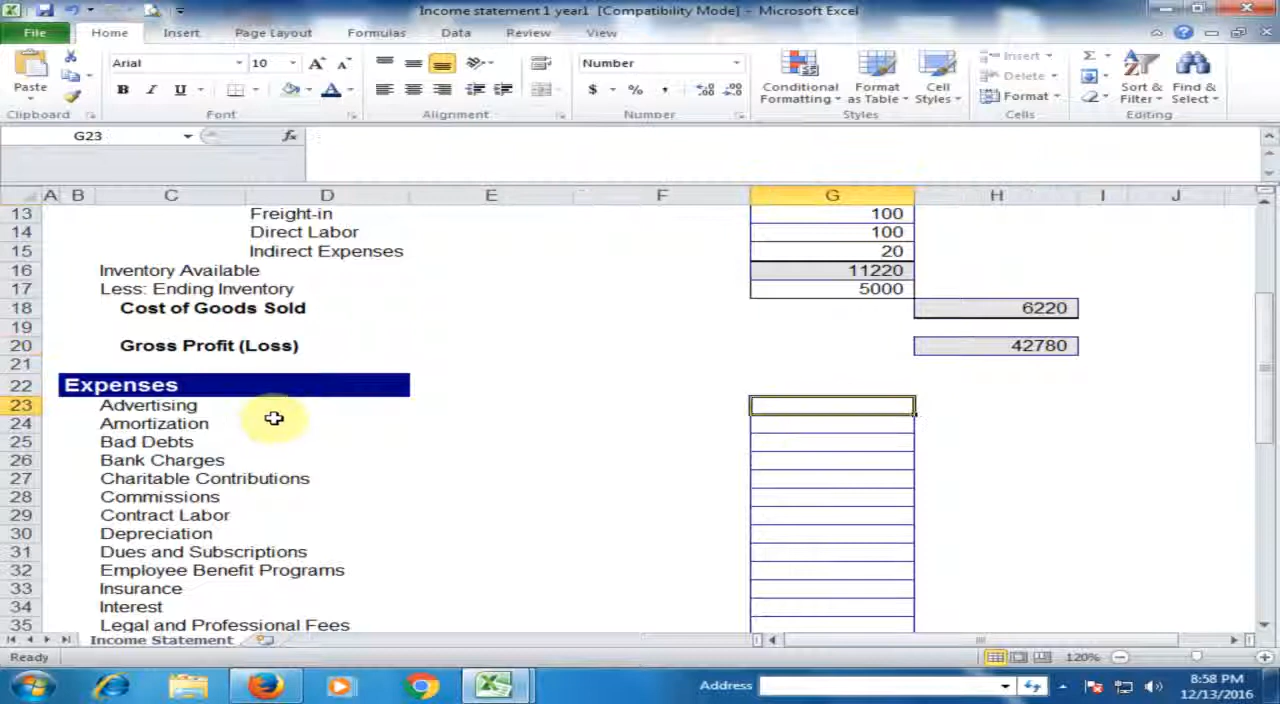 Income statement 1 year1 [Compatibility Mode] - Microsoft Excel
File Home Insert Page Layout Formulas Data Review View
Paste Arial 10 Number Conditional Formatting Format as Table Cell Styles Insert Delete Format Sort & Filter Find & Select
B I U A $ % , Σ
Clipboard Font Alignment Number Styles Cells Editing
G23 fx
A B C D E F G H I J
13 Freight-in 100
14 Direct Labor 100
15 Indirect Expenses 20
16 Inventory Available 11220
17 Less: Ending Inventory 5000
18 Cost of Goods Sold 6220
19
20 Gross Profit (Loss) 42780
21
22 Expenses
23 Advertising
24 Amortization
25 Bad Debts
26 Bank Charges
27 Charitable Contributions
28 Commissions
29 Contract Labor
30 Depreciation
31 Dues and Subscriptions
32 Employee Benefit Programs
33 Insurance
34 Interest
35 Legal and Professional Fees
Income Statement
Ready 120%
Address 8:58 PM
12/13/2016